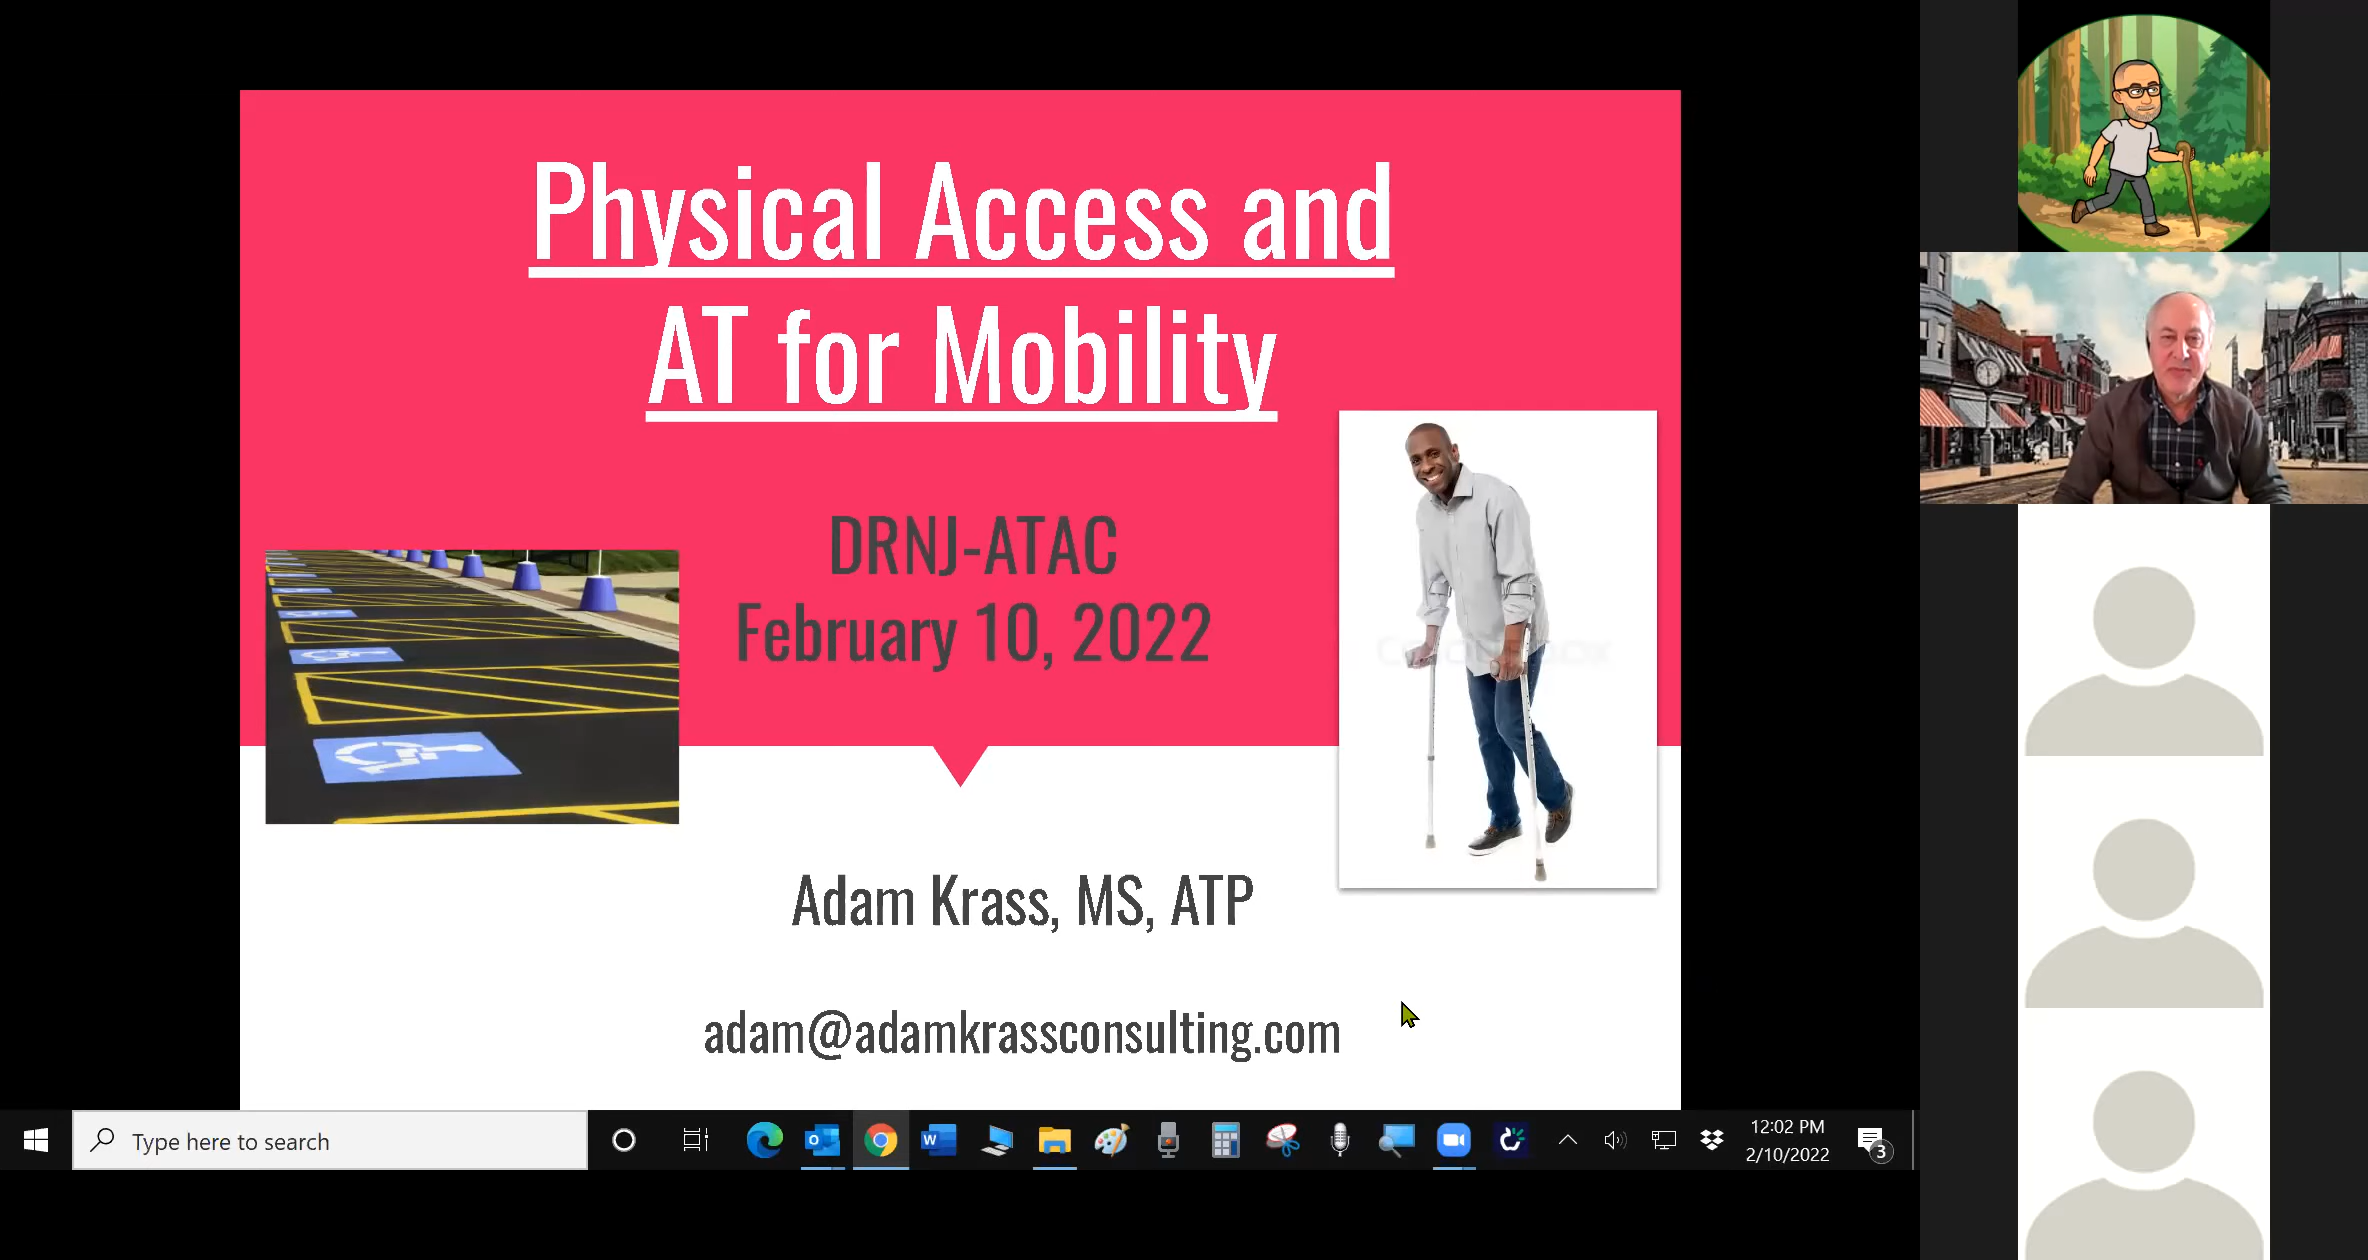 Physical Access and
AT for Mobility
DRNJ-ATAC
February 10, 2022
Adam Krass, MS, ATP
adam@adamkrassconsulting.com
Type here to search
12:02 PM
2/10/2022
3